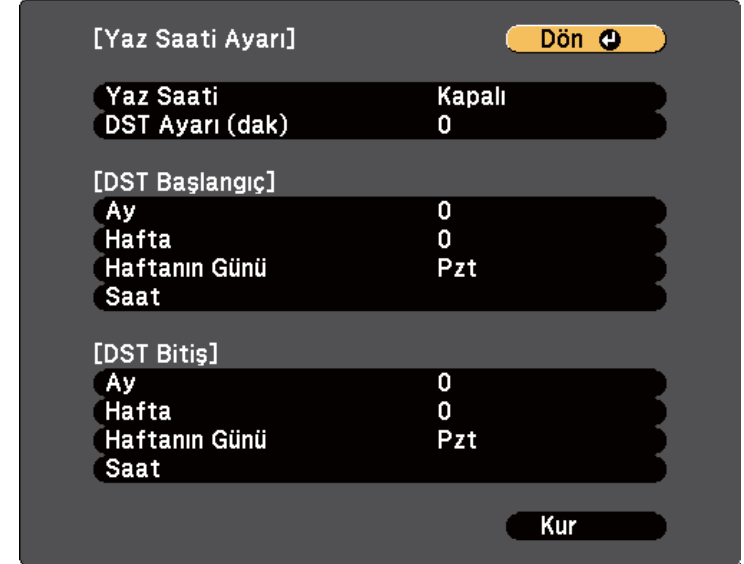 [Yaz Saati Ayarı] Dön
Yaz Saati Kapalı
DST Ayarı (dak) 0
[DST Başlangıç]
Ay 0
Hafta 0
Haftanın Günü Pzt
Saat
[DST Bitiş]
Ay 0
Hafta 0
Haftanın Günü Pzt
Saat
Kur